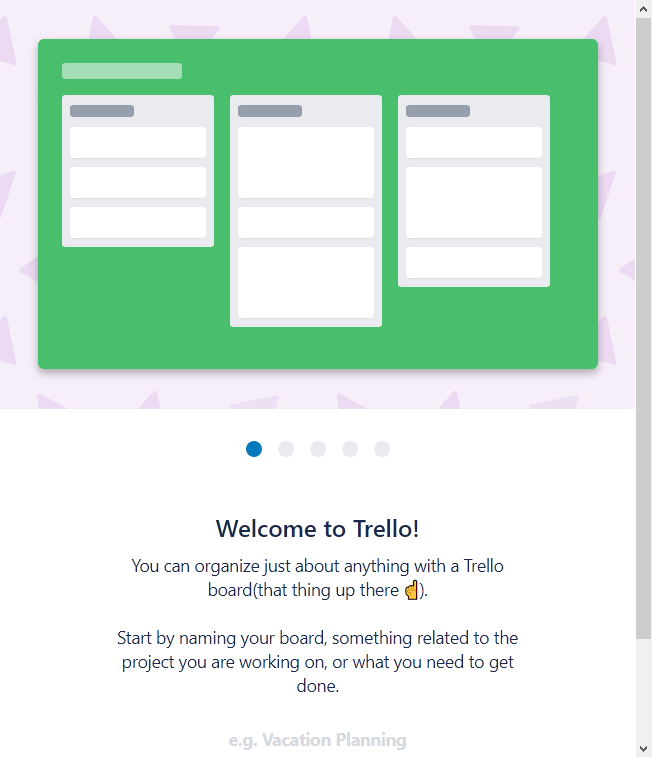 Welcome to Trello!
You can organize just about anything with a Trello
board(that thing up there ☝).
Start by naming your board, something related to the
project you are working on, or what you need to get
done.
e.g. Vacation Planning